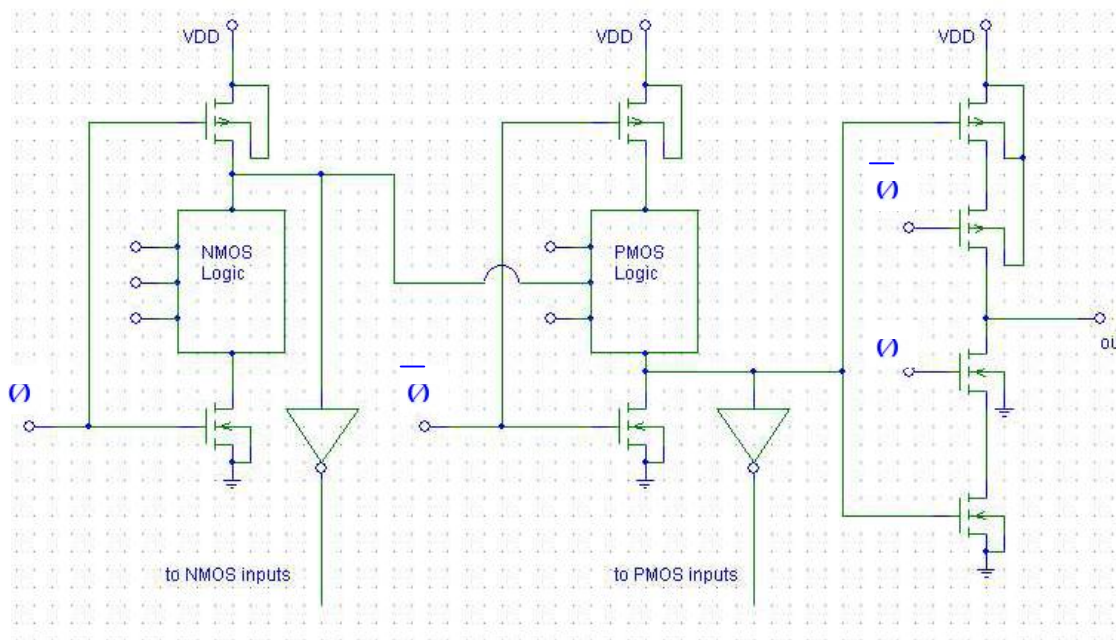 VDD
VDD
VDD
NMOS
Logic
PMOS
Logic
to NMOS inputs
to PMOS inputs